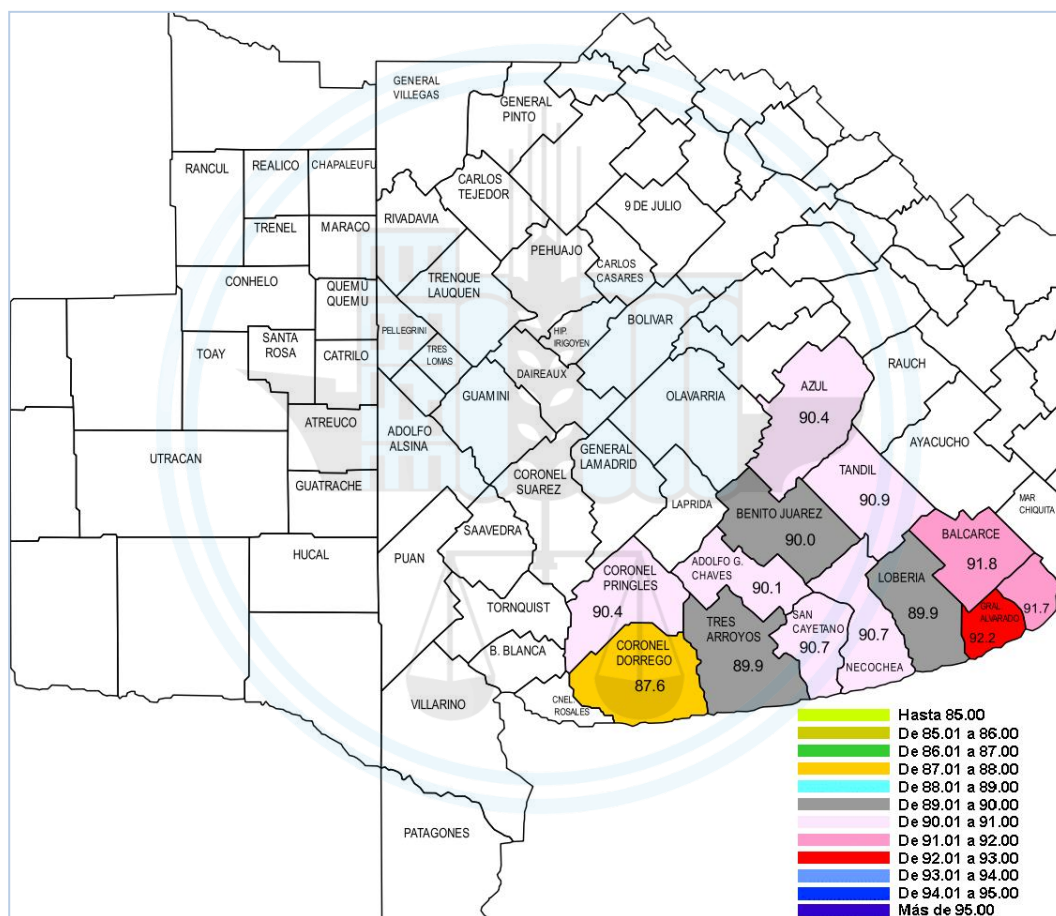 GENERAL
VILLEGAS
GENERAL
PINTO
RANCUL
REALICO
CHAPALEUFU
CARLOS
TEJEDOR
RIVADAVIA
9 DE JULIO
TRENEL
MARACO
PEHUAJO
CARLOS
CASARES
CONHELO
QUEMU
QUEMU
TRENQUE
LAUQUEN
PELLEGRINI
TRES
LOMAS
HIP.
IRIGOYEN
BOLIVAR
TOAY
SANTA
ROSA
CATRILO
DAIREAUX
GUAMINI
OLAVARRIA
AZUL
90.4
RAUCH
ATREUCO
ADOLFO
ALSINA
AYACUCHO
UTRACAN
GUATRACHE
CORONEL
SUAREZ
GENERAL
LAMADRID
LAPRIDA
TANDIL
90.9
MAR
CHIQUITA
BENITO JUAREZ
90.0
HUCAL
PUAN
SAAVEDRA
BALCARCE
91.8
CORONEL
PRINGLES
90.4
ADOLFO G.
CHAVES
90.1
LOBERIA
89.9
91.7
TORNQUIST
TRES
ARROYOS
89.9
SAN
CAYETANO
90.7
90.7
NECOCHEA
GRAL.
ALVARADO
92.2
B. BLANCA
CORONEL
DORREGO
87.6
VILLARINO
CNEL.
ROSALES
PATAGONES
Hasta 85.00
De 85.01 a 86.00
De 86.01 a 87.00
De 87.01 a 88.00
De 88.01 a 89.00
De 89.01 a 90.00
De 90.01 a 91.00
De 91.01 a 92.00
De 92.01 a 93.00
De 93.01 a 94.00
De 94.01 a 95.00
Más de 95.00